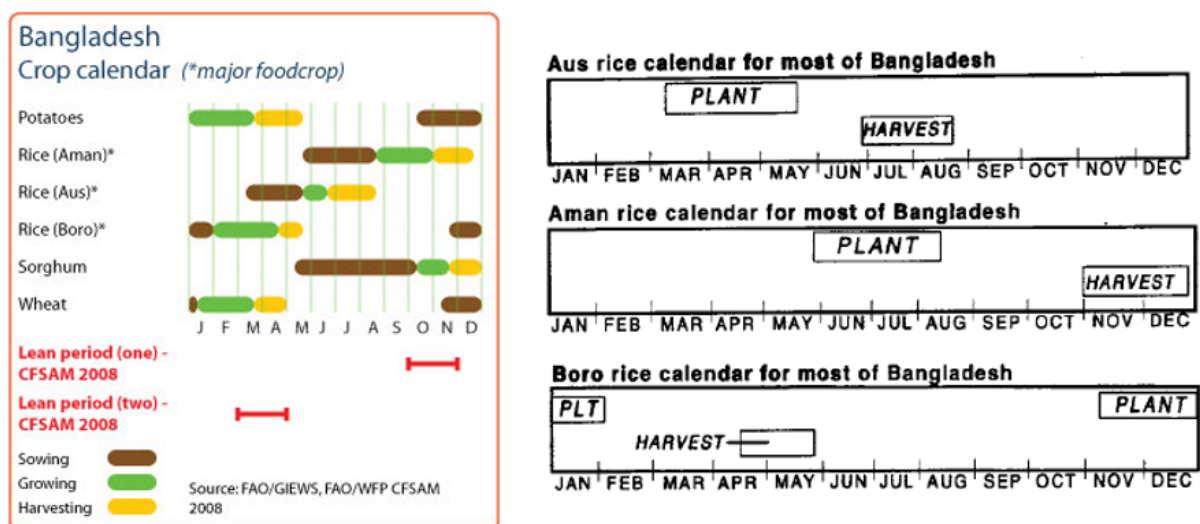 Bangladesh
Crop calendar (*major foodcrop)
Potatoes
Rice (Aman)*
Rice (Aus)*
Rice (Boro)*
Sorghum
Wheat
J F M A M J J A S O N D
Lean period (one) -
CFSAM 2008
Lean period (two) -
CFSAM 2008
Sowing
Growing
Harvesting
Source: FAO/GIEWS, FAO/WFP CFSAM
2008
Aus rice calendar for most of Bangladesh
PLANT
HARVEST
JAN FEB MAR APR MAY JUN JUL AUG SEP OCT NOV DEC
Aman rice calendar for most of Bangladesh
PLANT
HARVEST
JAN FEB MAR APR MAY JUN JUL AUG SEP OCT NOV DEC
Boro rice calendar for most of Bangladesh
PLT PLANT
HARVEST
JAN FEB MAR APR MAY JUN JUL AUG SEP OCT NOV DEC